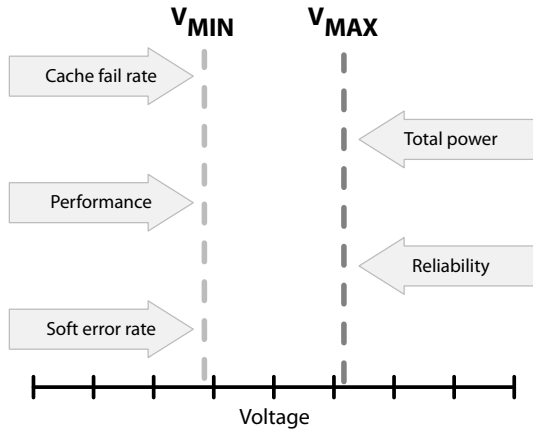 VMIN VMAX
Cache fail rate
Total power
Performance
Reliability
Soft error rate
Voltage